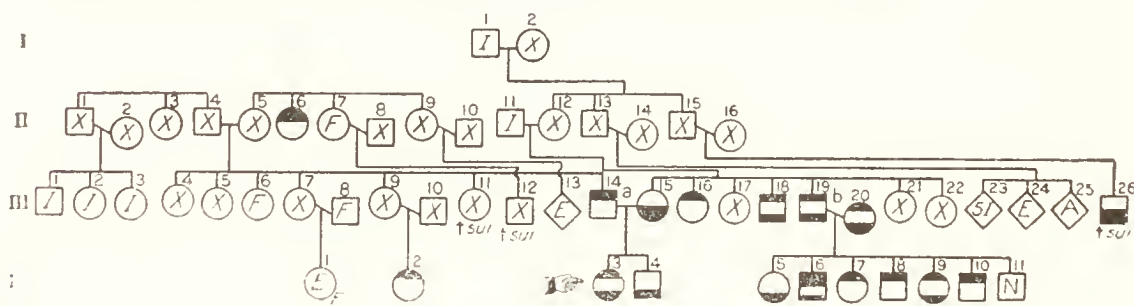 1 2
I I X
1 2 3 4 5 6 7 8 9 10 11 12 13 14 15 16
II X X X X X F X X X I X X X X X
1 2 3 4 5 6 7 8 9 10 11 12 13 14 a 15 16 17 18 19 b 20 21 22 23 24 25 26
III I I I X X F X F X X X X E X X X SI E A
↑SUI ↑SUI ↑SUI
1 2 3 4 5 6 7 8 9 10 11
E N
F